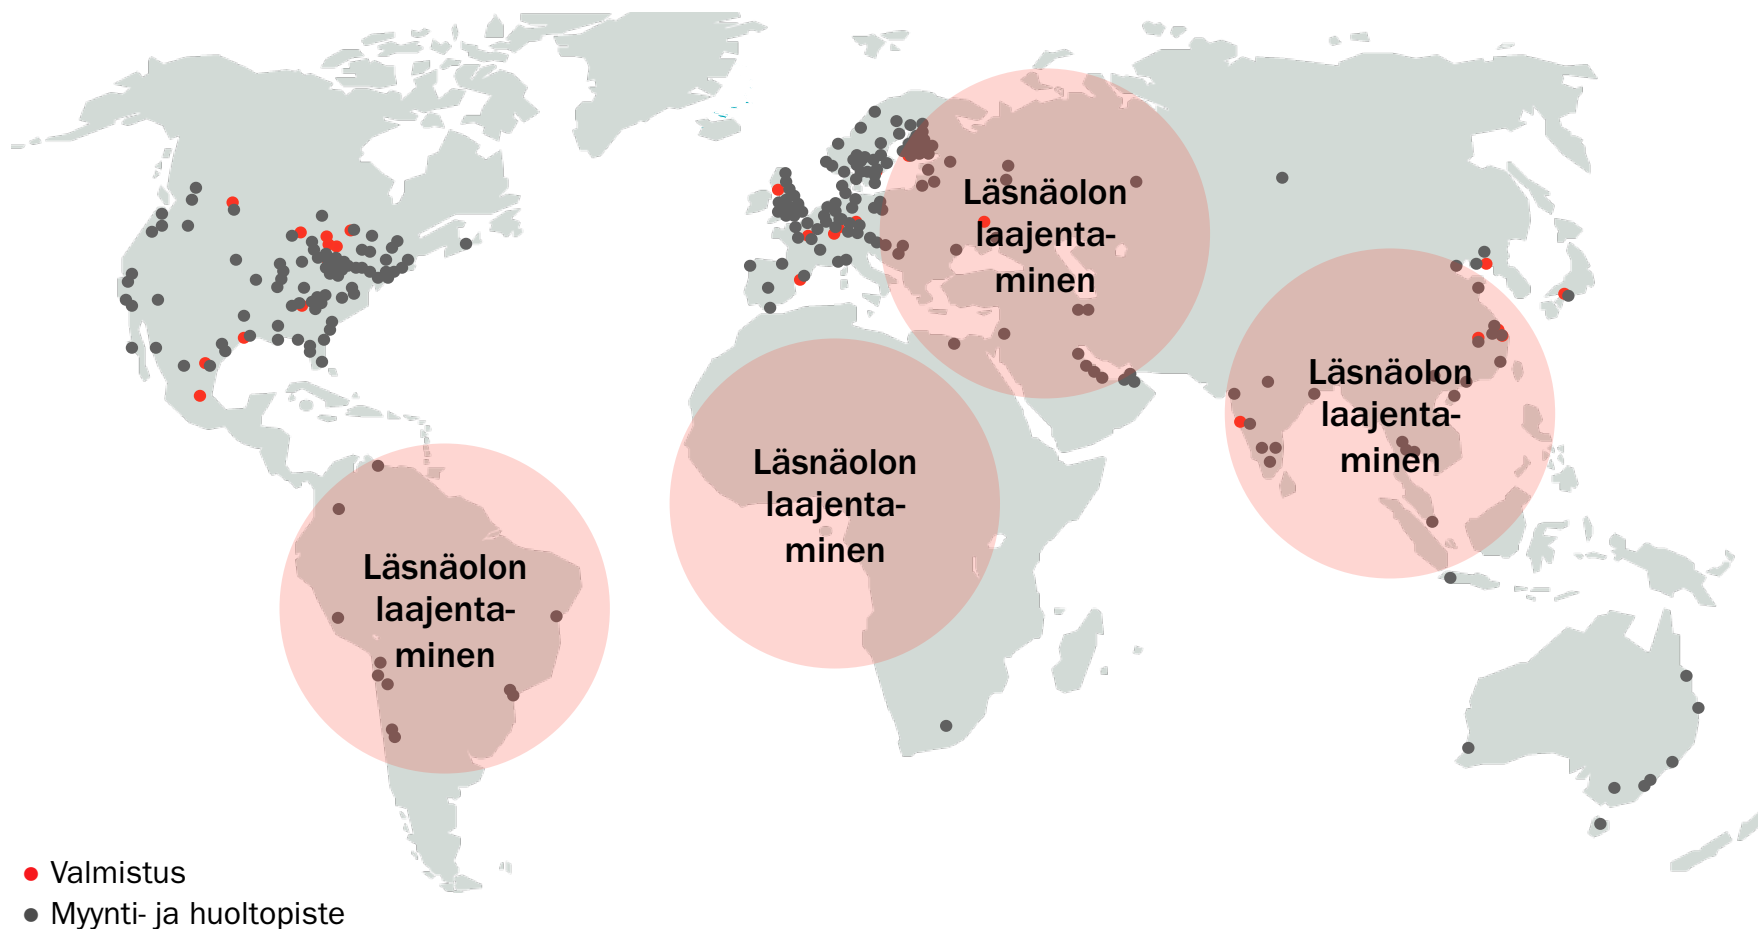 Läsnäolon
laajenta-
minen
Läsnäolon
laajenta-
minen
Läsnäolon
laajenta-
minen
Läsnäolon
laajenta-
minen
Valmistus
Myynti- ja huoltopiste